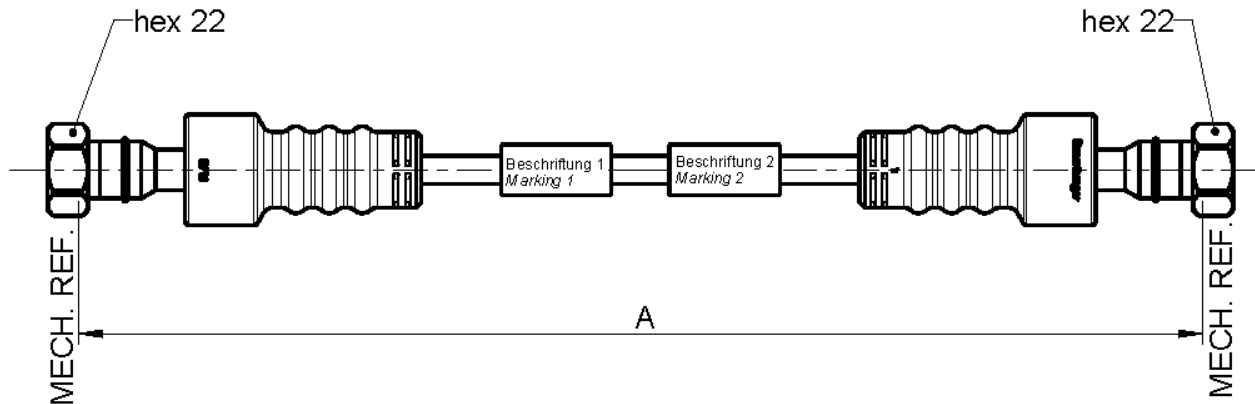 hex 22
hex 22
Beschriftung 1
Marking 1
Beschriftung 2
Marking 2
MECH. REF.
A
MECH. REF.